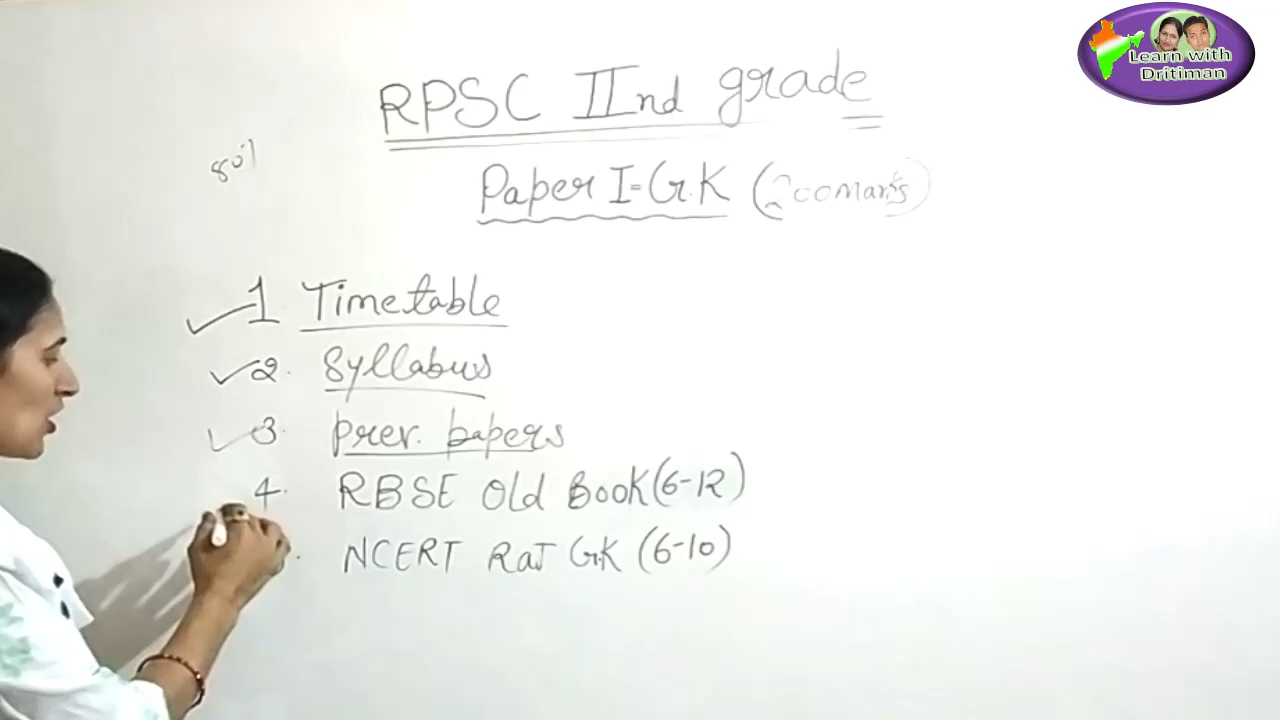 Learn with
Dritiman
RPSC IInd grade
80%
Paper I = G.K (200 marks)
1 Timetable
2. Syllabus
3. prev. papers
4. RBSE Old Book (6-12)
NCERT Raj GK (6-10)